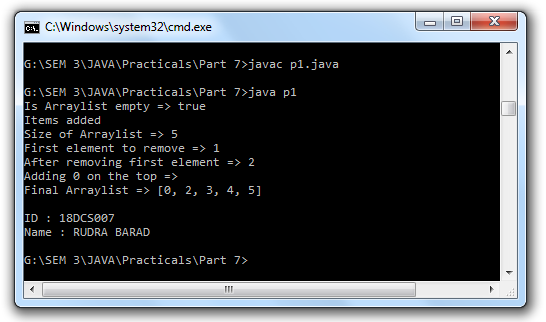 C:\Windows\system32\cmd.exe
G:\SEM 3\JAVA\Practicals\Part 7>javac p1.java
G:\SEM 3\JAVA\Practicals\Part 7>java p1
Is Arraylist empty => true
Items added
Size of Arraylist => 5
First element to remove => 1
After removing first element => 2
Adding 0 on the top =>
Final Arraylist => [0, 2, 3, 4, 5]
ID : 18DCS007
Name : RUDRA BARAD
G:\SEM 3\JAVA\Practicals\Part 7>